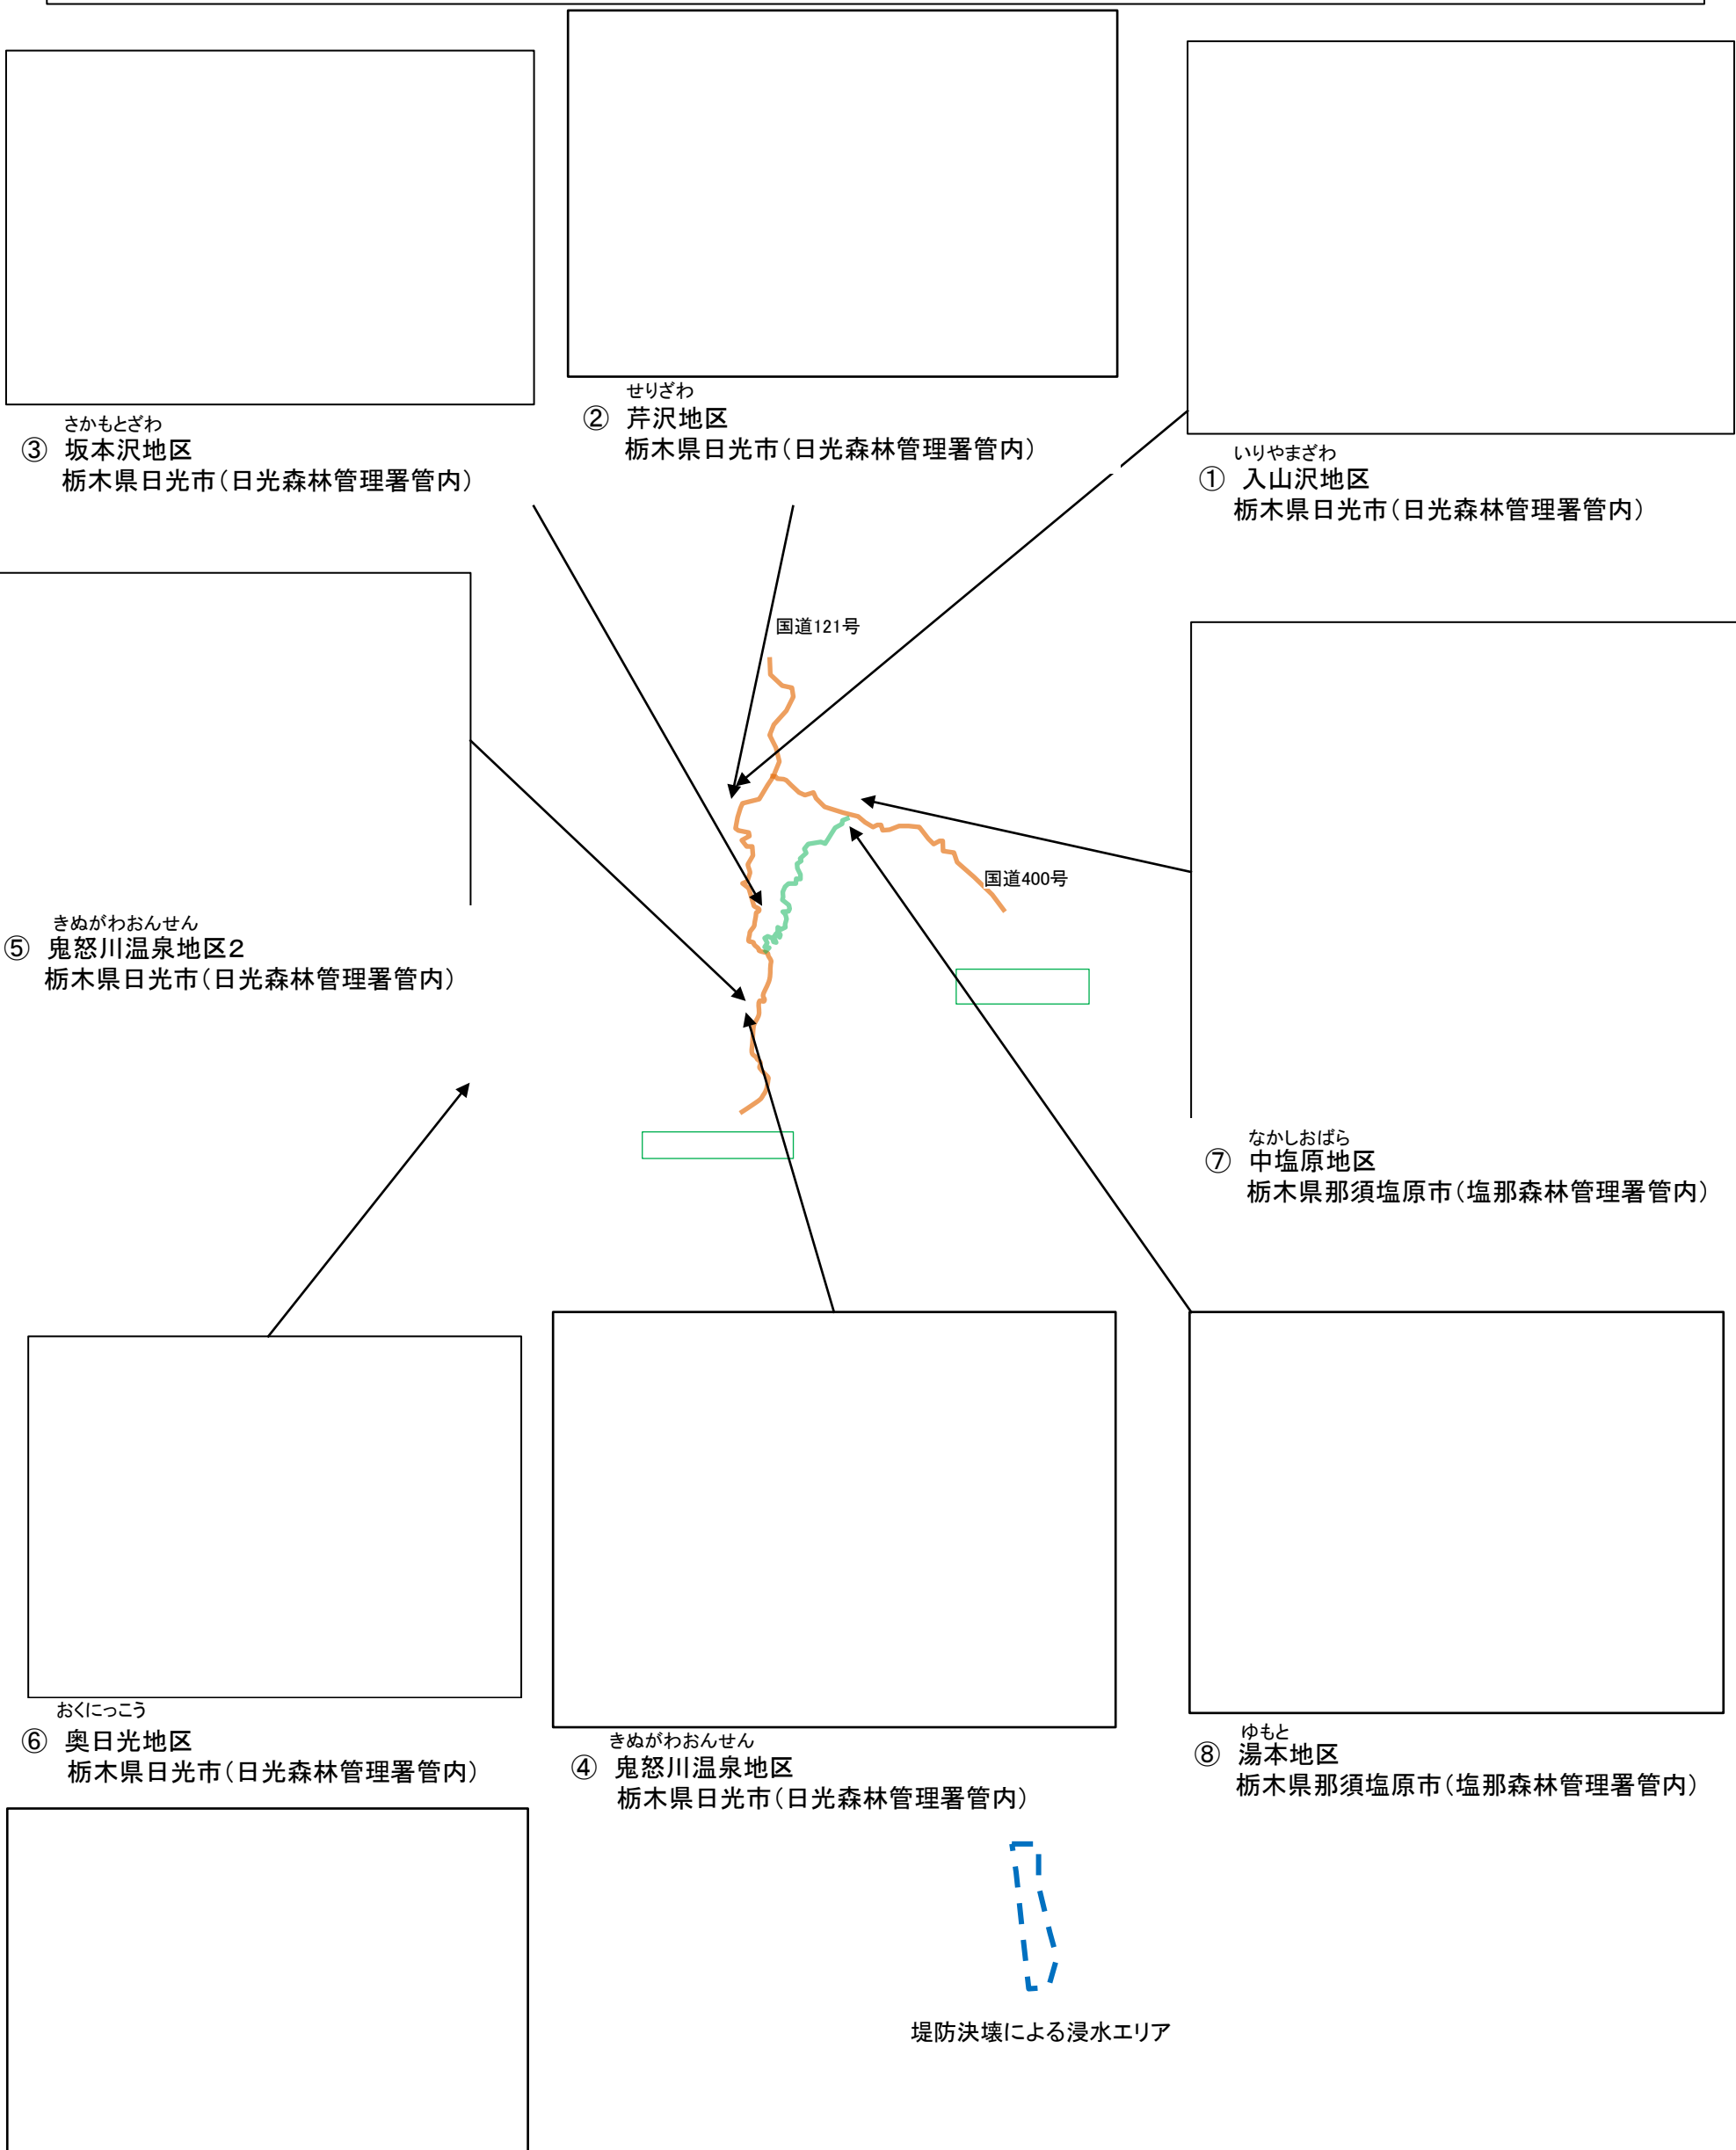 せりざわ
② 芹沢地区
栃木県日光市(日光森林管理署管内)
さかもとざわ
③ 坂本沢地区
栃木県日光市(日光森林管理署管内)
いりやまざわ
① 入山沢地区
栃木県日光市(日光森林管理署管内)
国道121号
国道400号
きぬがわおんせん
⑤ 鬼怒川温泉地区2
栃木県日光市(日光森林管理署管内)
なかしおばら
⑦ 中塩原地区
栃木県那須塩原市(塩那森林管理署管内)
おくにっこう
⑥ 奥日光地区
栃木県日光市(日光森林管理署管内)
きぬがわおんせん
④ 鬼怒川温泉地区
栃木県日光市(日光森林管理署管内)
ゆもと
⑧ 湯本地区
栃木県那須塩原市(塩那森林管理署管内)
堤防決壊による浸水エリア